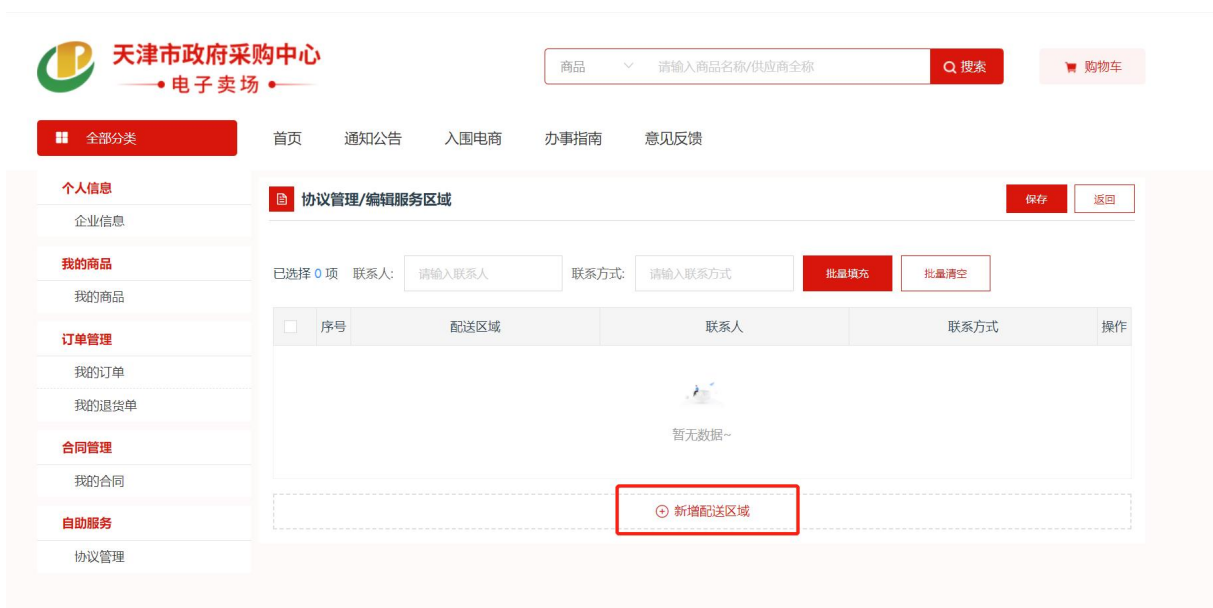 天津市政府采购中心
电子卖场
商品 请输入商品名称/供应商全称 搜索 购物车
全部分类 首页 通知公告 入围电商 办事指南 意见反馈
个人信息
企业信息
我的商品
我的商品
订单管理
我的订单
我的退货单
合同管理
我的合同
自助服务
协议管理
协议管理/编辑服务区域 保存 返回
已选择 0 项 联系人: 请输入联系人 联系方式: 请输入联系方式 批量填充 批量清空
序号 配送区域 联系人 联系方式 操作
暂无数据~
新增配送区域